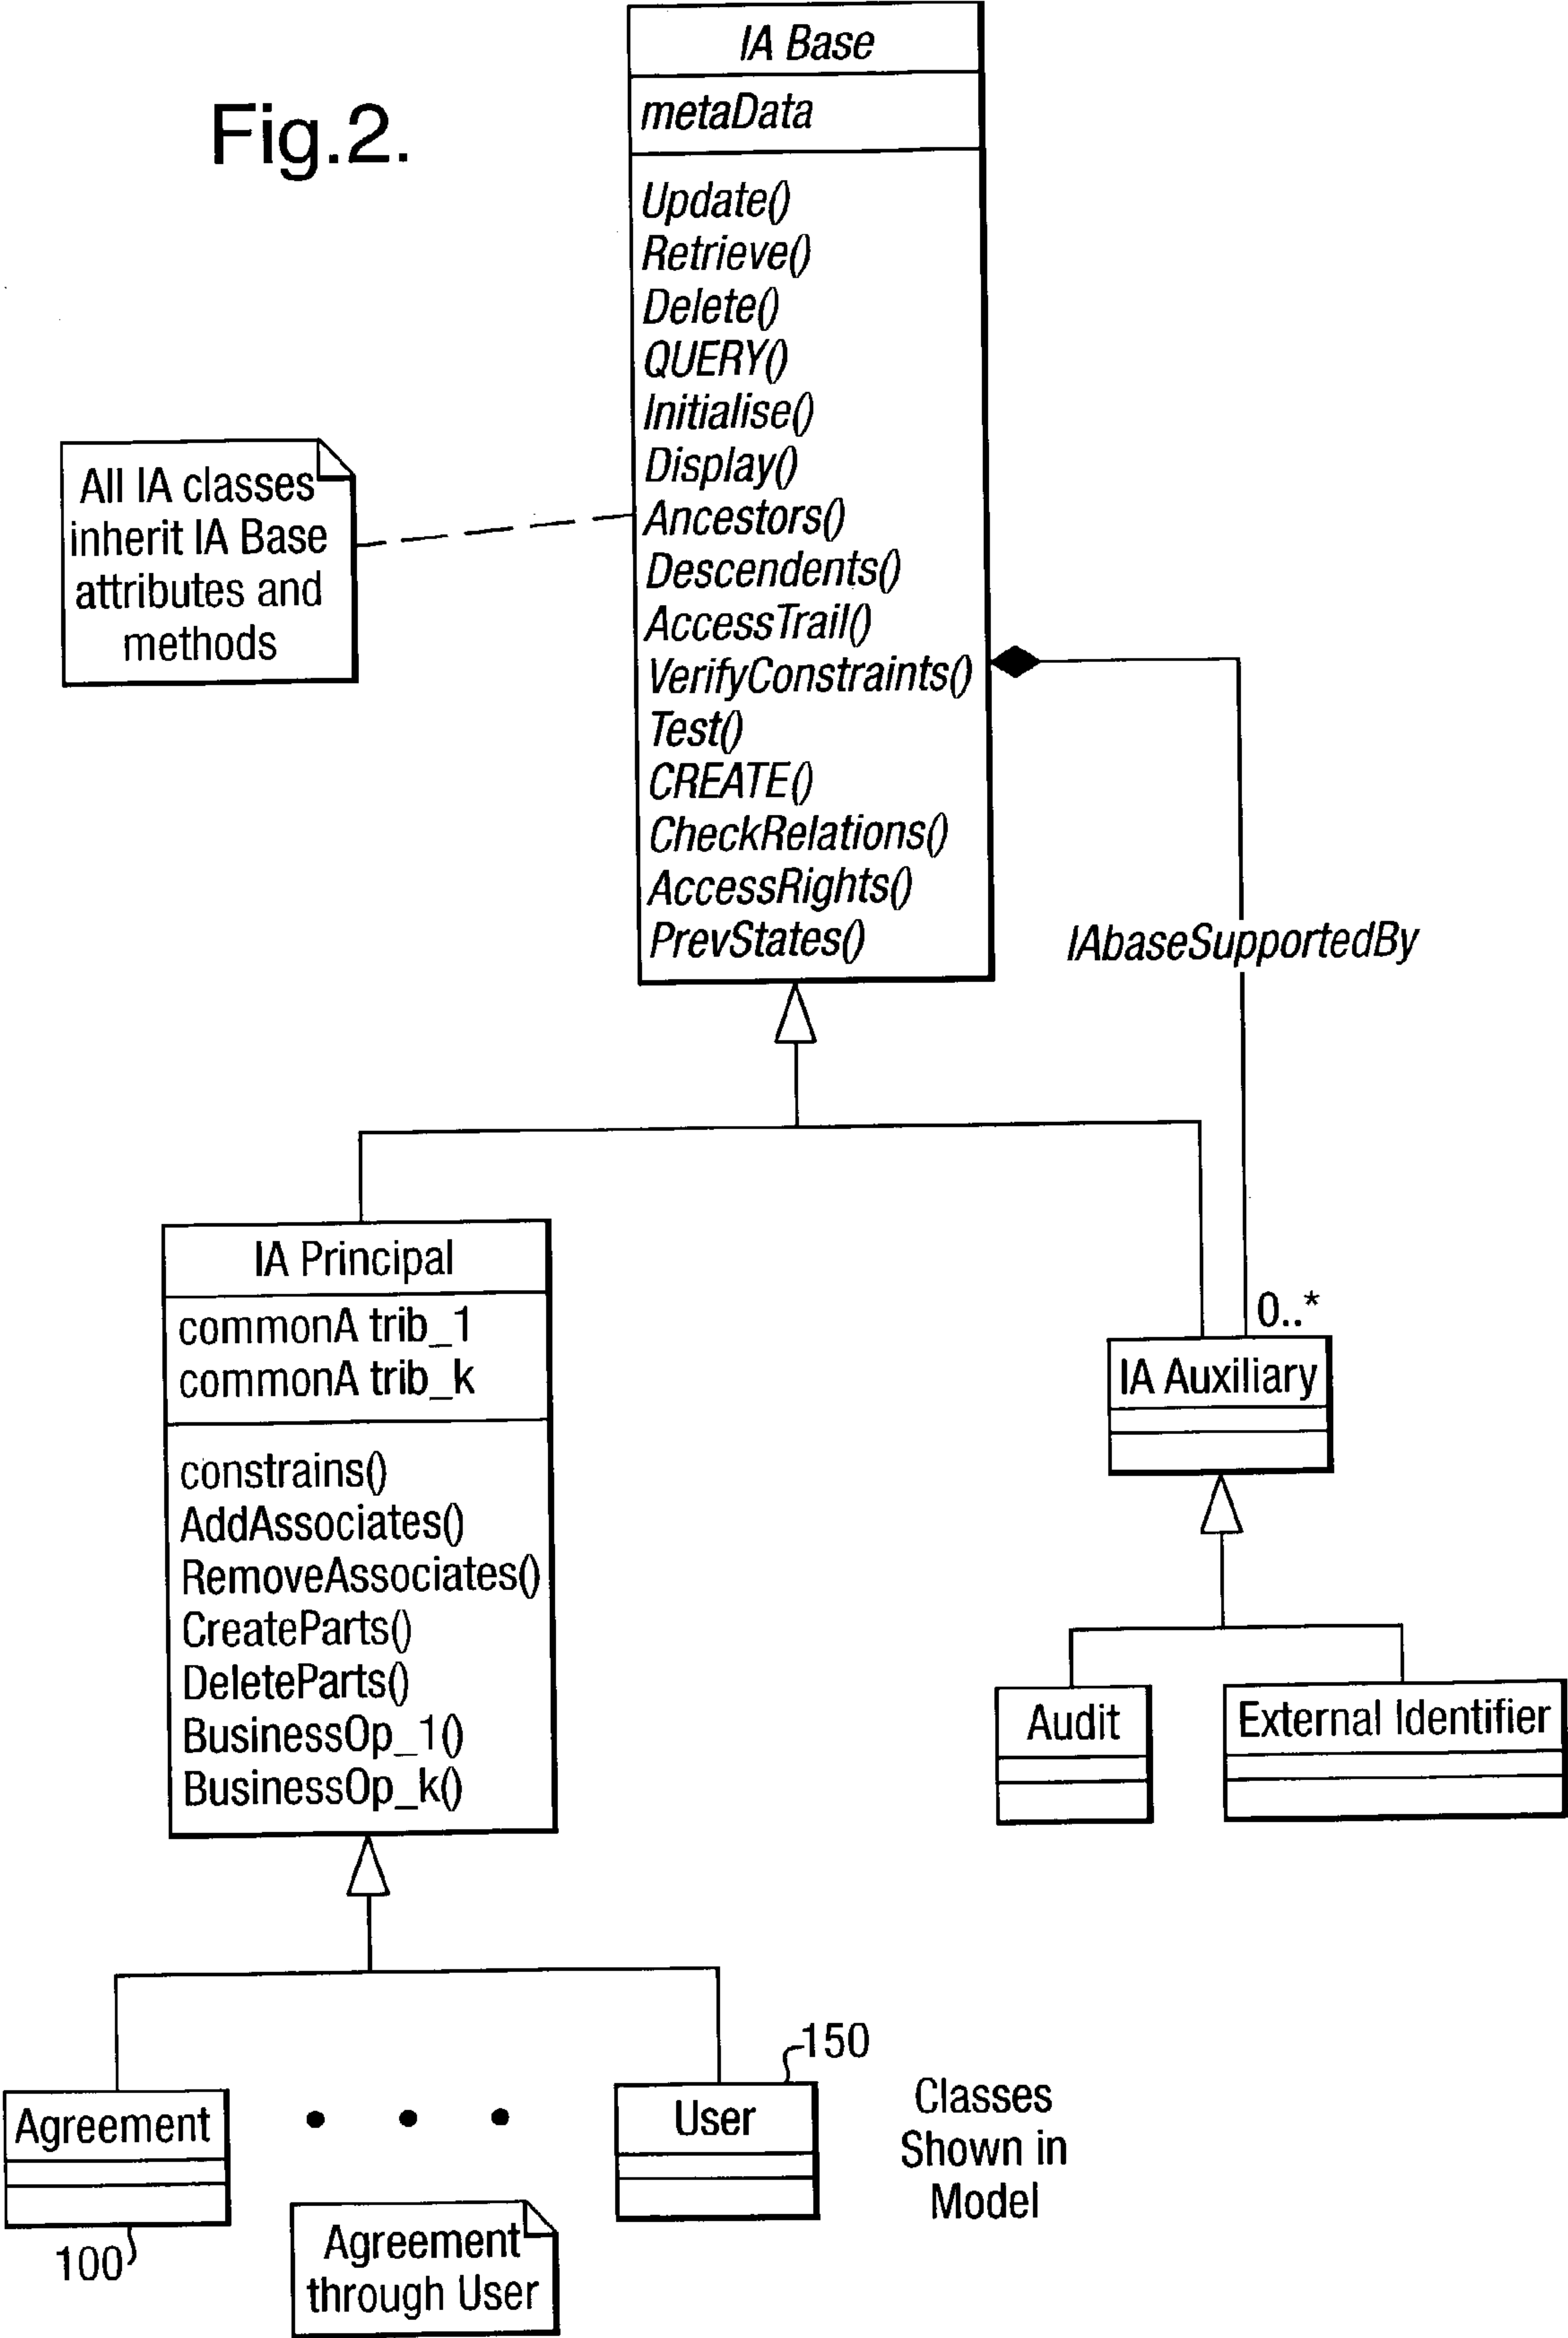 Fig.2.
IA Base
metaData
Update()
Retrieve()
Delete()
QUERY()
Initialise()
Display()
Ancestors()
Descendents()
AccessTrail()
VerifyConstraints()
Test()
CREATE()
CheckRelations()
AccessRights()
PrevStates()
All IA classes
inherit IA Base
attributes and
methods
IAbaseSupportedBy
0..*
IA Principal
commonA trib_1
commonA trib_k
constrains()
AddAssociates()
RemoveAssociates()
CreateParts()
DeleteParts()
BusinessOp_1()
BusinessOp_k()
IA Auxiliary
Audit
External Identifier
Agreement
100
• • •
Agreement
through User
User
150
Classes
Shown in
Model